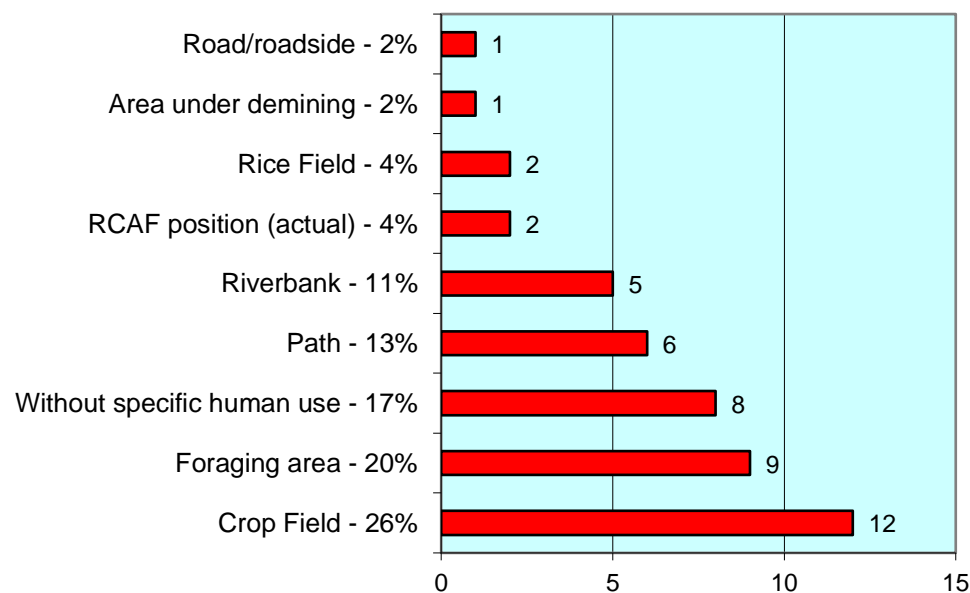 Road/roadside - 2% 1
Area under demining - 2% 1
Rice Field - 4% 2
RCAF position (actual) - 4% 2
Riverbank - 11% 5
Path - 13% 6
Without specific human use - 17% 8
Foraging area - 20% 9
Crop Field - 26% 12
0 5 10 15